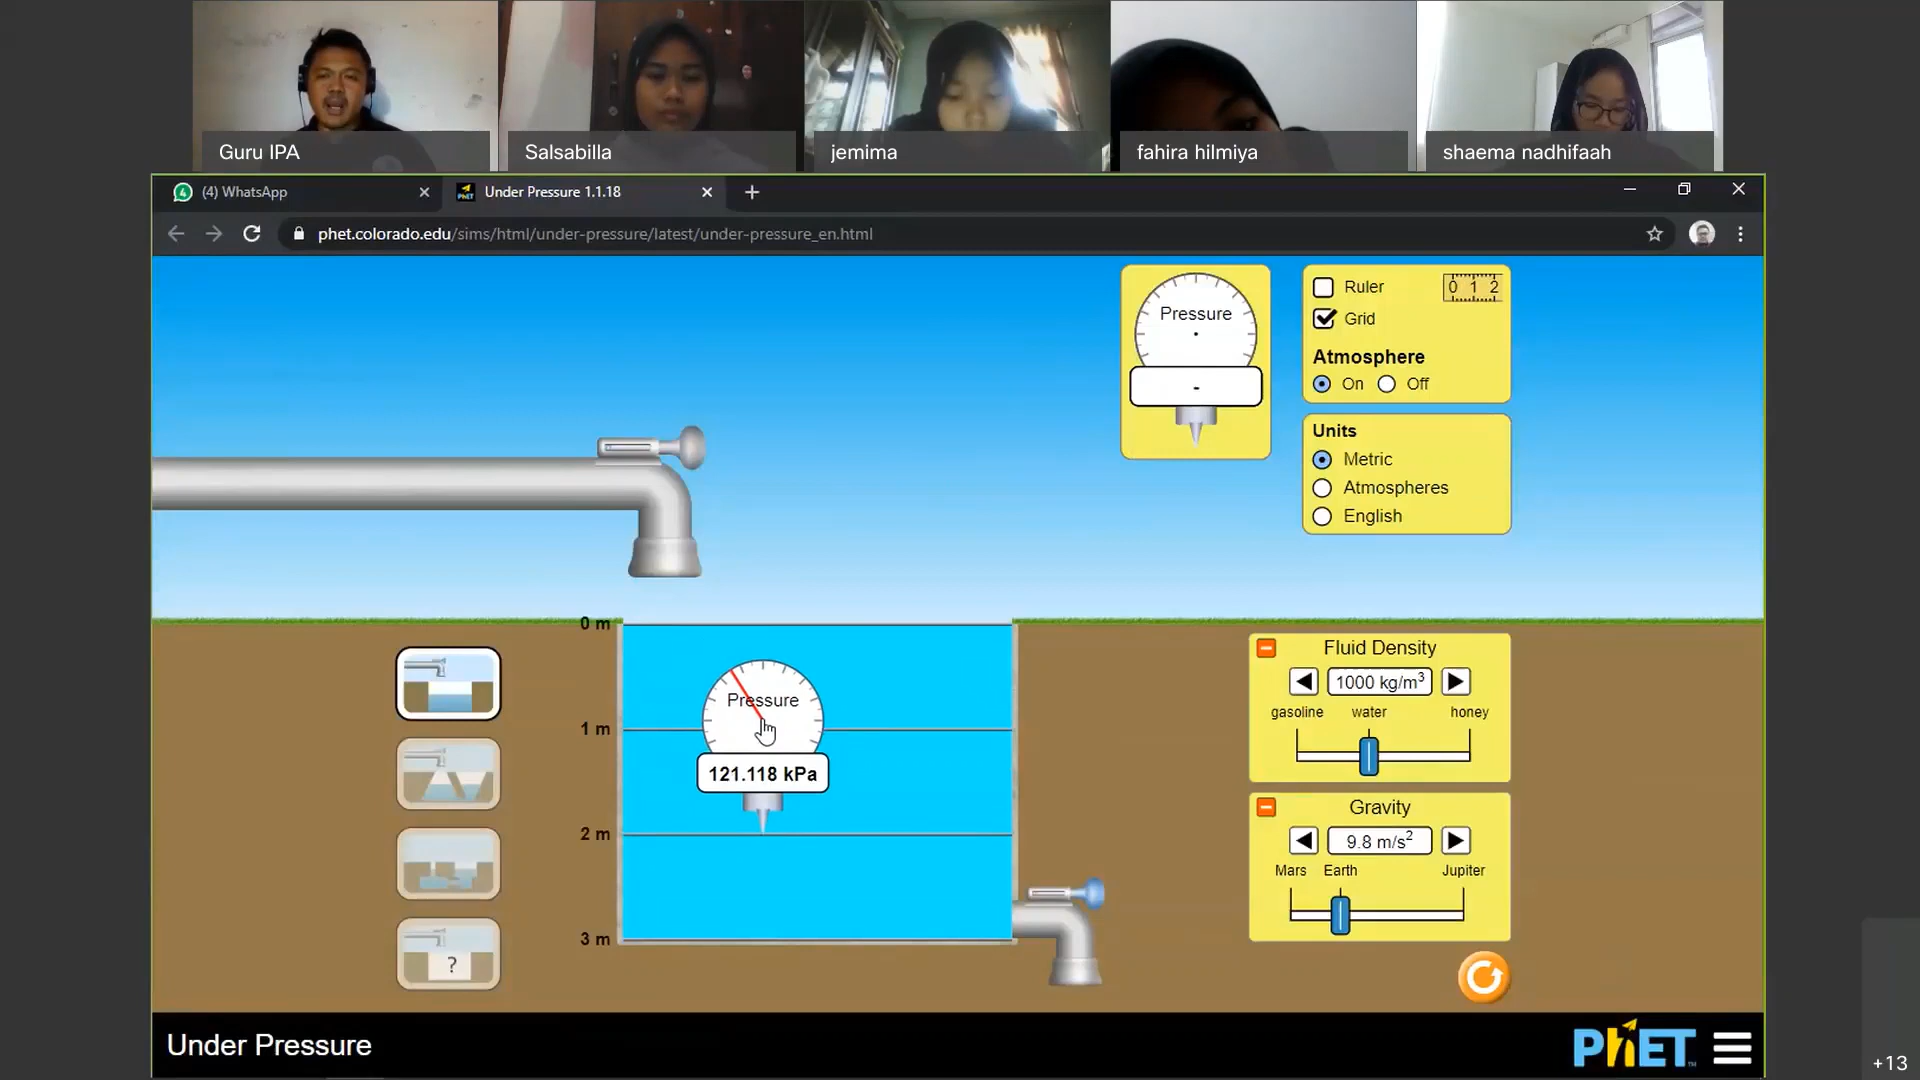 Guru IPA
Salsabilla
jemima
fahira hilmiya
shaema nadhifaah
4
(4) WhatsApp
PhET
Under Pressure 1.1.18
phet.colorado.edu/sims/html/under-pressure/latest/under-pressure_en.html
Pressure
-
Ruler
0 1 2
Grid
Atmosphere
On
Off
Units
Metric
Atmospheres
English
0 m
1 m
2 m
3 m
Pressure
121.118 kPa
?
Fluid Density
1000 kg/m³
gasoline
water
honey
Gravity
9.8 m/s²
Mars
Earth
Jupiter
Under Pressure
PhET
+13